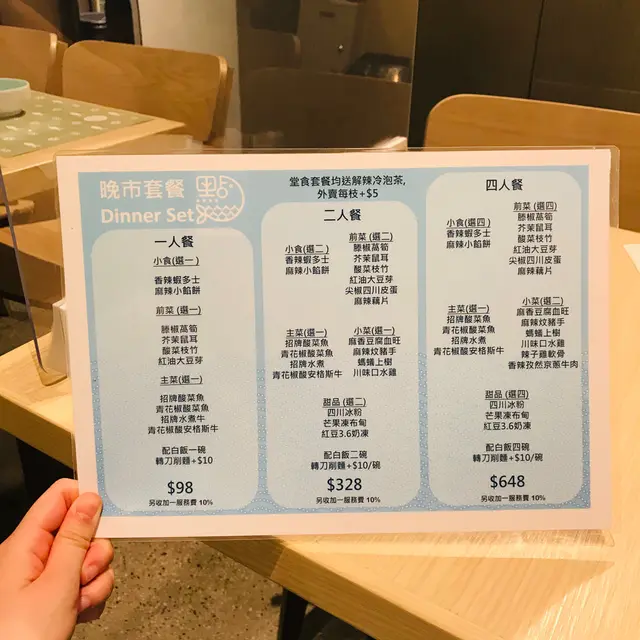 晚市套餐
Dinner Set
堂食套餐均送解辣冷泡茶,
外賣每枝+$5
一人餐
小食(選一 )
香辣蝦多士
麻辣小餡餅
前菜 (選一 )
藤椒蒸筍
芥茉鼠耳
酸菜枝竹
紅油大豆芽
主菜(選一)
招牌酸菜魚
青花椒酸菜魚
招牌水煮牛
青花椒酸安格斯牛
配白飯一碗
轉刀削麵+$10
$98
另收加一服務費 10%
二人餐
小食(選二 )
香辣蝦多士
麻辣小餡餅
前菜 (選二 )
藤椒蒸筍
芥茉鼠耳
酸菜枝竹
紅油大豆芽
尖椒四川皮蛋
麻辣藕片
主菜(選一)
招牌酸菜魚
青花椒酸菜魚
招牌水煮
青花椒酸安格斯牛
小菜(選一)
麻香豆腐血旺
麻辣炆豬手
螞蟻上樹
川味口水雞
甜品 (選二)
四川冰粉
芒果凍布甸
紅豆3.6奶凍
配白飯二碗
轉刀削麵+$10/碗
$328
另收加一服務費 10%
四人餐
小食(選四 )
香辣蝦多士
麻辣小餡餅
前菜 (選四 )
藤椒蒸筍
芥茉鼠耳
酸菜枝竹
紅油大豆芽
尖椒四川皮蛋
麻辣藕片
主菜(選一)
招牌酸菜魚
青花椒酸菜魚
招牌水煮
青花椒酸安格斯牛
小菜(選二)
麻香豆腐血旺
麻辣炆豬手
螞蟻上樹
川味口水雞
辣子雞軟骨
香辣孜然京蔥牛肉
甜品 (選四)
四川冰粉
芒果凍布甸
紅豆3.6奶凍
配白飯四碗
轉刀削麵+$10/碗
$648
另收加一服務費 10%